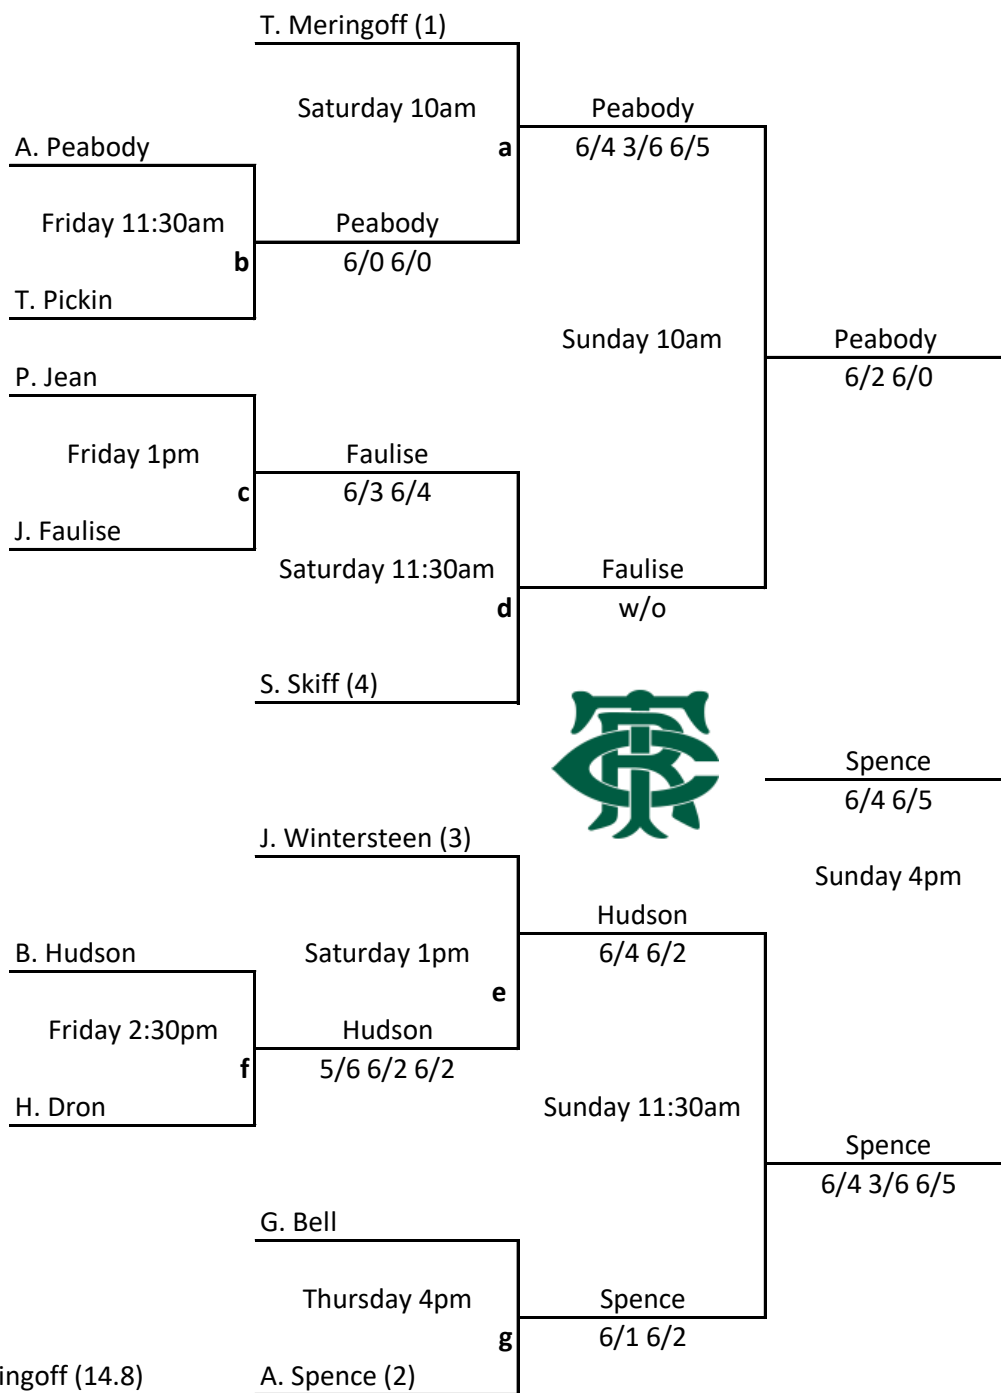 T. Meringoff (1)
Saturday 10am
Peabody
a
6/4 3/6 6/5
A. Peabody
Friday 11:30am
Peabody
b
6/0 6/0
T. Pickin
Sunday 10am
Peabody
6/2 6/0
P. Jean
Friday 1pm
Faulise
c
6/3 6/4
J. Faulise
Saturday 11:30am
Faulise
d
w/o
S. Skiff (4)
Spence
6/4 6/5
Sunday 4pm
J. Wintersteen (3)
Hudson
6/4 6/2
B. Hudson
Saturday 1pm
e
Friday 2:30pm
Hudson
f
5/6 6/2 6/2
H. Dron
Sunday 11:30am
Spence
6/4 3/6 6/5
G. Bell
Thursday 4pm
Spence
g
6/1 6/2
ingoff (14.8)
A. Spence (2)